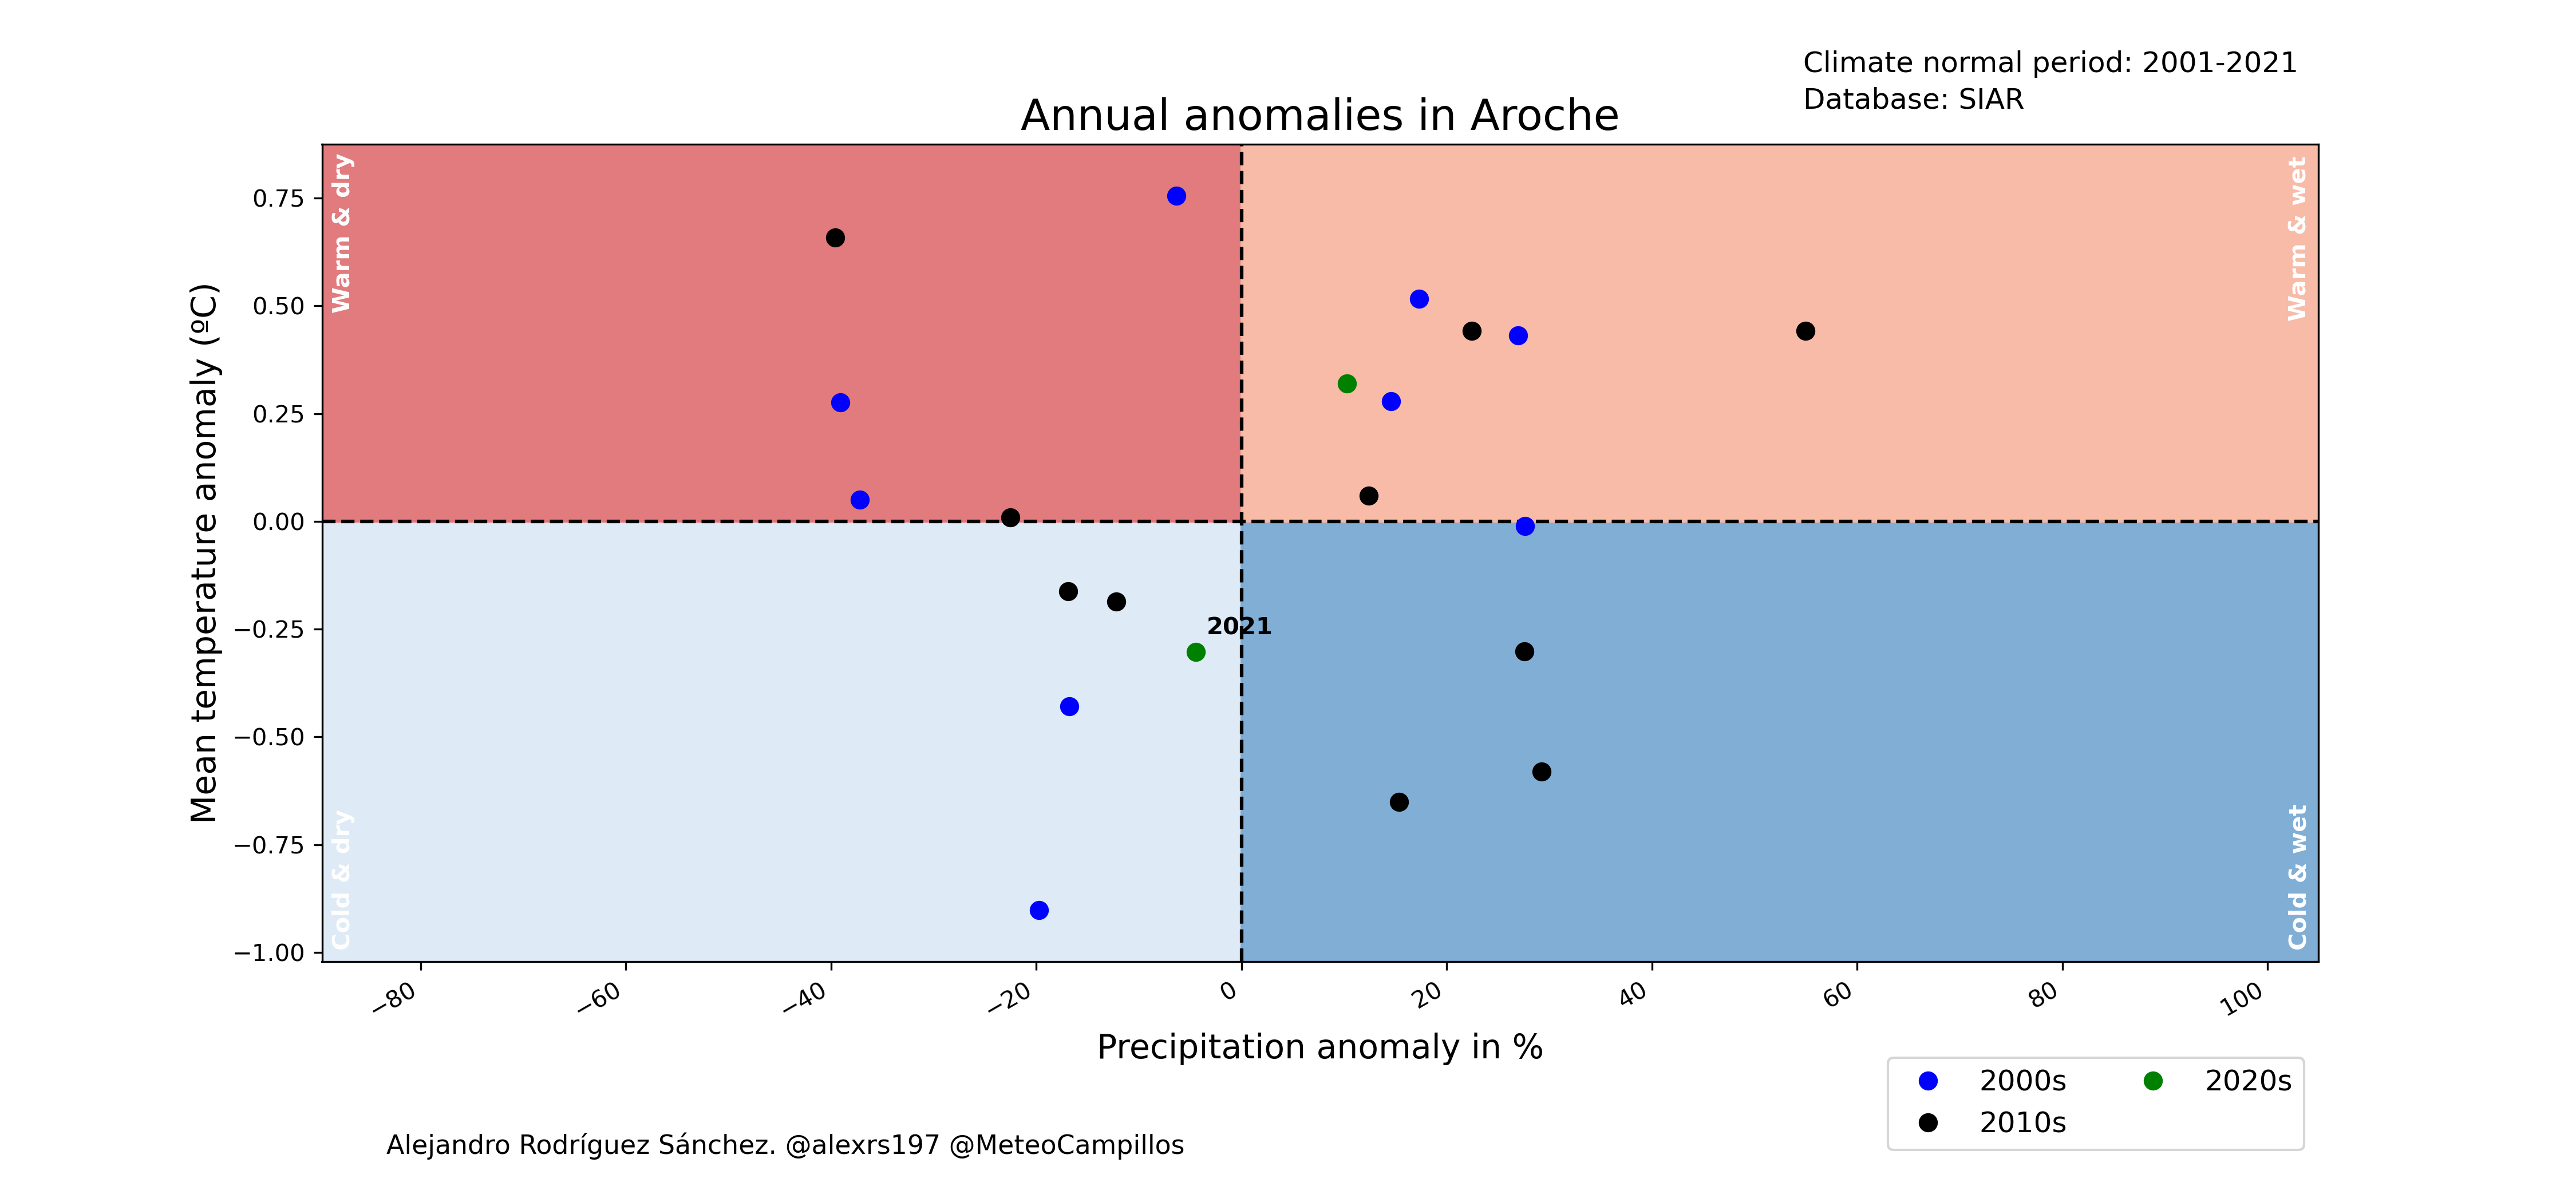 Climate normal period: 2001-2021
Database: SIAR
Annual anomalies in Aroche
Warm & dry
Warm & wet
Mean temperature anomaly (ºC)
0.75
0.50
0.25
0.00
−0.25
−0.50
−0.75
−1.00
2021
Cold & dry
Cold & wet
−80
−60
−40
−20
0
20
40
60
80
100
Precipitation anomaly in %
2000s
2020s
2010s
Alejandro Rodríguez Sánchez. @alexrs197 @MeteoCampillos